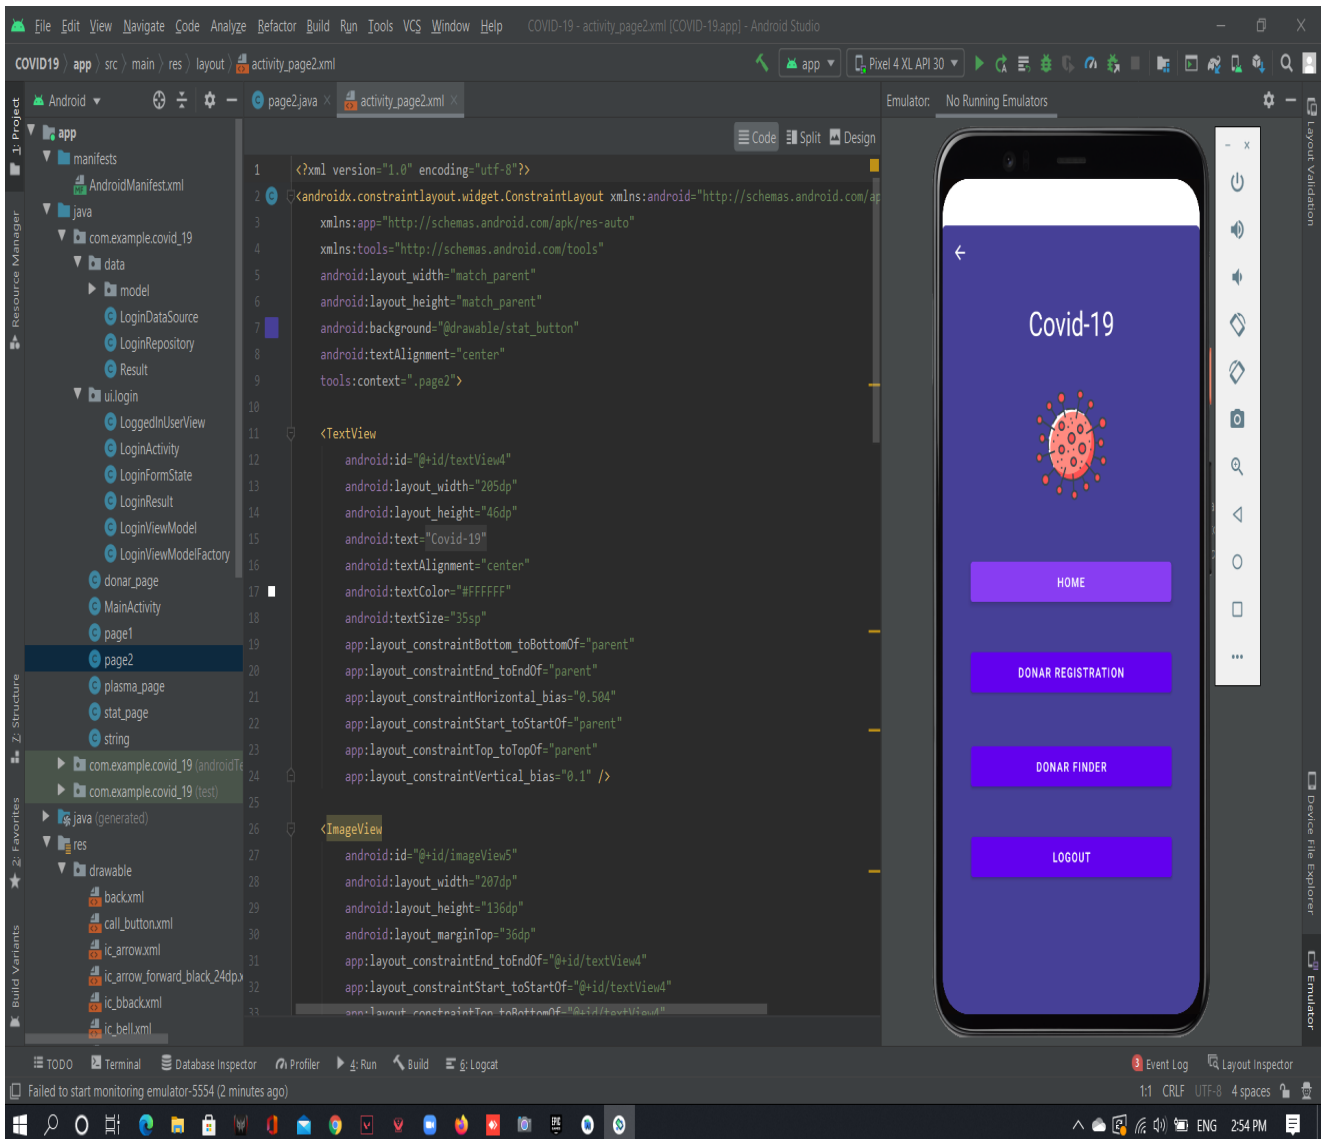 File Edit View Navigate Code Analyze Refactor Build Run Tools VCS Window Help COVID-19 - activity_page2.xml [COVID-19.app] - Android Studio
COVID19 app src main res layout activity_page2.xml
app Pixel 4 XL API 30
1: Project
Resource Manager
Z: Structure
2: Favorites
Build Variants
Android
app
manifests
AndroidManifest.xml
java
com.example.covid_19
data
model
LoginDataSource
LoginRepository
Result
ui.login
LoggedInUserView
LoginActivity
LoginFormState
LoginResult
LoginViewModel
LoginViewModelFactory
donar_page
MainActivity
page1
page2
plasma_page
stat_page
string
com.example.covid_19 (androidTe
com.example.covid_19 (test)
java (generated)
res
drawable
back.xml
call_button.xml
ic_arrow.xml
ic_arrow_forward_black_24dp.x
ic_bback.xml
ic_bell.xml
page2.java activity_page2.xml
Code Split Design
1 <?xml version="1.0" encoding="utf-8"?>
2 <androidx.constraintlayout.widget.ConstraintLayout xmlns:android="http://schemas.android.com/ap
3 xmlns:app="http://schemas.android.com/apk/res-auto"
4 xmlns:tools="http://schemas.android.com/tools"
5 android:layout_width="match_parent"
6 android:layout_height="match_parent"
7 android:background="@drawable/stat_button"
8 android:textAlignment="center"
9 tools:context=".page2">
10
11 <TextView
12 android:id="@+id/textView4"
13 android:layout_width="205dp"
14 android:layout_height="46dp"
15 android:text="Covid-19"
16 android:textAlignment="center"
17 android:textColor="#FFFFFF"
18 android:textSize="35sp"
19 app:layout_constraintBottom_toBottomOf="parent"
20 app:layout_constraintEnd_toEndOf="parent"
21 app:layout_constraintHorizontal_bias="0.504"
22 app:layout_constraintStart_toStartOf="parent"
23 app:layout_constraintTop_toTopOf="parent"
24 app:layout_constraintVertical_bias="0.1" />
25
26 <ImageView
27 android:id="@+id/imageView5"
28 android:layout_width="207dp"
29 android:layout_height="136dp"
30 android:layout_marginTop="36dp"
31 app:layout_constraintEnd_toEndOf="@+id/textView4"
32 app:layout_constraintStart_toStartOf="@+id/textView4"
33 app:layout_constraintTop_toBottomOf="@+id/textView4"
Emulator: No Running Emulators
Covid-19
HOME
DONAR REGISTRATION
DONAR FINDER
LOGOUT
Layout Validation
Device File Explorer
Emulator
TODO Terminal Database Inspector Profiler 4: Run Build 6: Logcat 3 Event Log Layout Inspector
Failed to start monitoring emulator-5554 (2 minutes ago) 1:1 CRLF UTF-8 4 spaces
EPIC ENG 2:54 PM